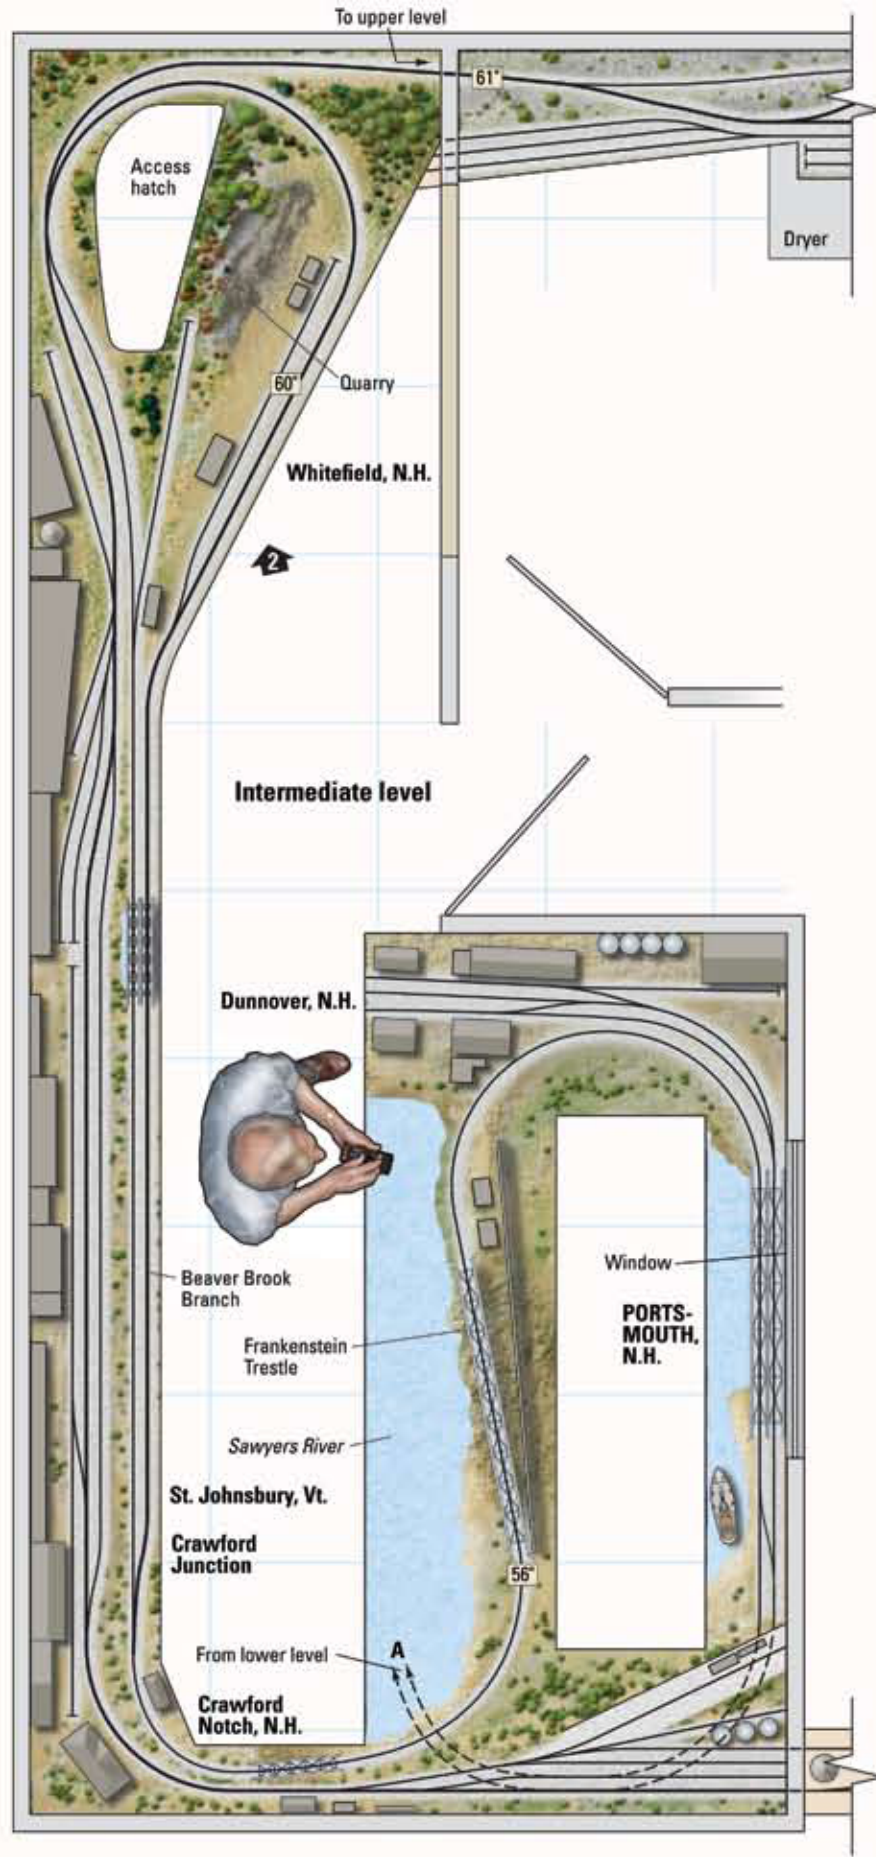 To upper level
61"
Access
hatch
Dryer
60"
Quarry
Whitefield, N.H.
2
Intermediate level
Dunnover, N.H.
Beaver Brook
Branch
Window
PORTS-
MOUTH,
N.H.
Frankenstein
Trestle
Sawyers River
St. Johnsbury, Vt.
Crawford
Junction
56"
From lower level
A
Crawford
Notch, N.H.